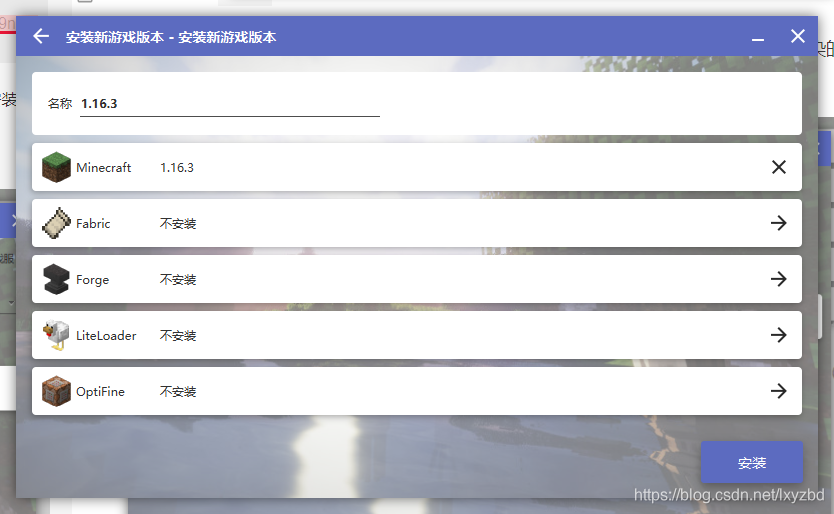 安装新游戏版本 - 安装新游戏版本
名称 1.16.3
Minecraft 1.16.3
Fabric 不安装
Forge 不安装
LiteLoader 不安装
OptiFine 不安装
安装
https://blog.csdn.net/lxyzbd